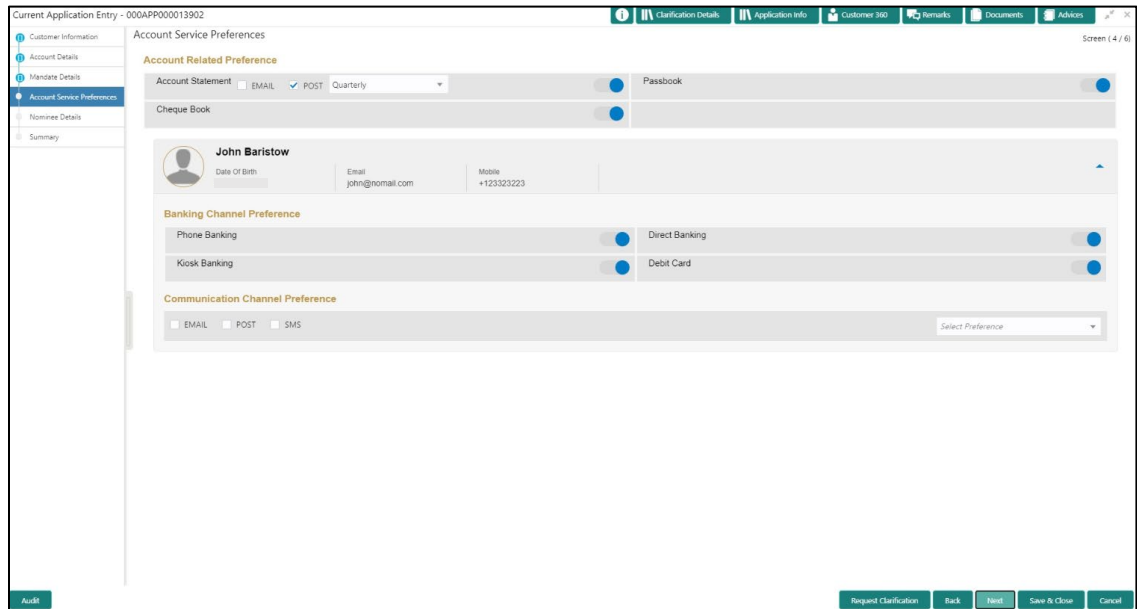 Current Application Entry - 000APP000013902
Clarification Details Application Info Customer 360 Remarks Documents Advices
Customer Information
Account Details
Mandate Details
Account Service Preferences
Nominee Details
Summary
Account Service Preferences
Screen ( 4 / 6)
Account Related Preference
Account Statement EMAIL POST Quarterly
Passbook
Cheque Book
John Baristow
Date Of Birth Email Mobile
john@nomail.com +123323223
Banking Channel Preference
Phone Banking Direct Banking
Kiosk Banking Debit Card
Communication Channel Preference
EMAIL POST SMS Select Preference
Audit Request Clarification Back Next Save & Close Cancel